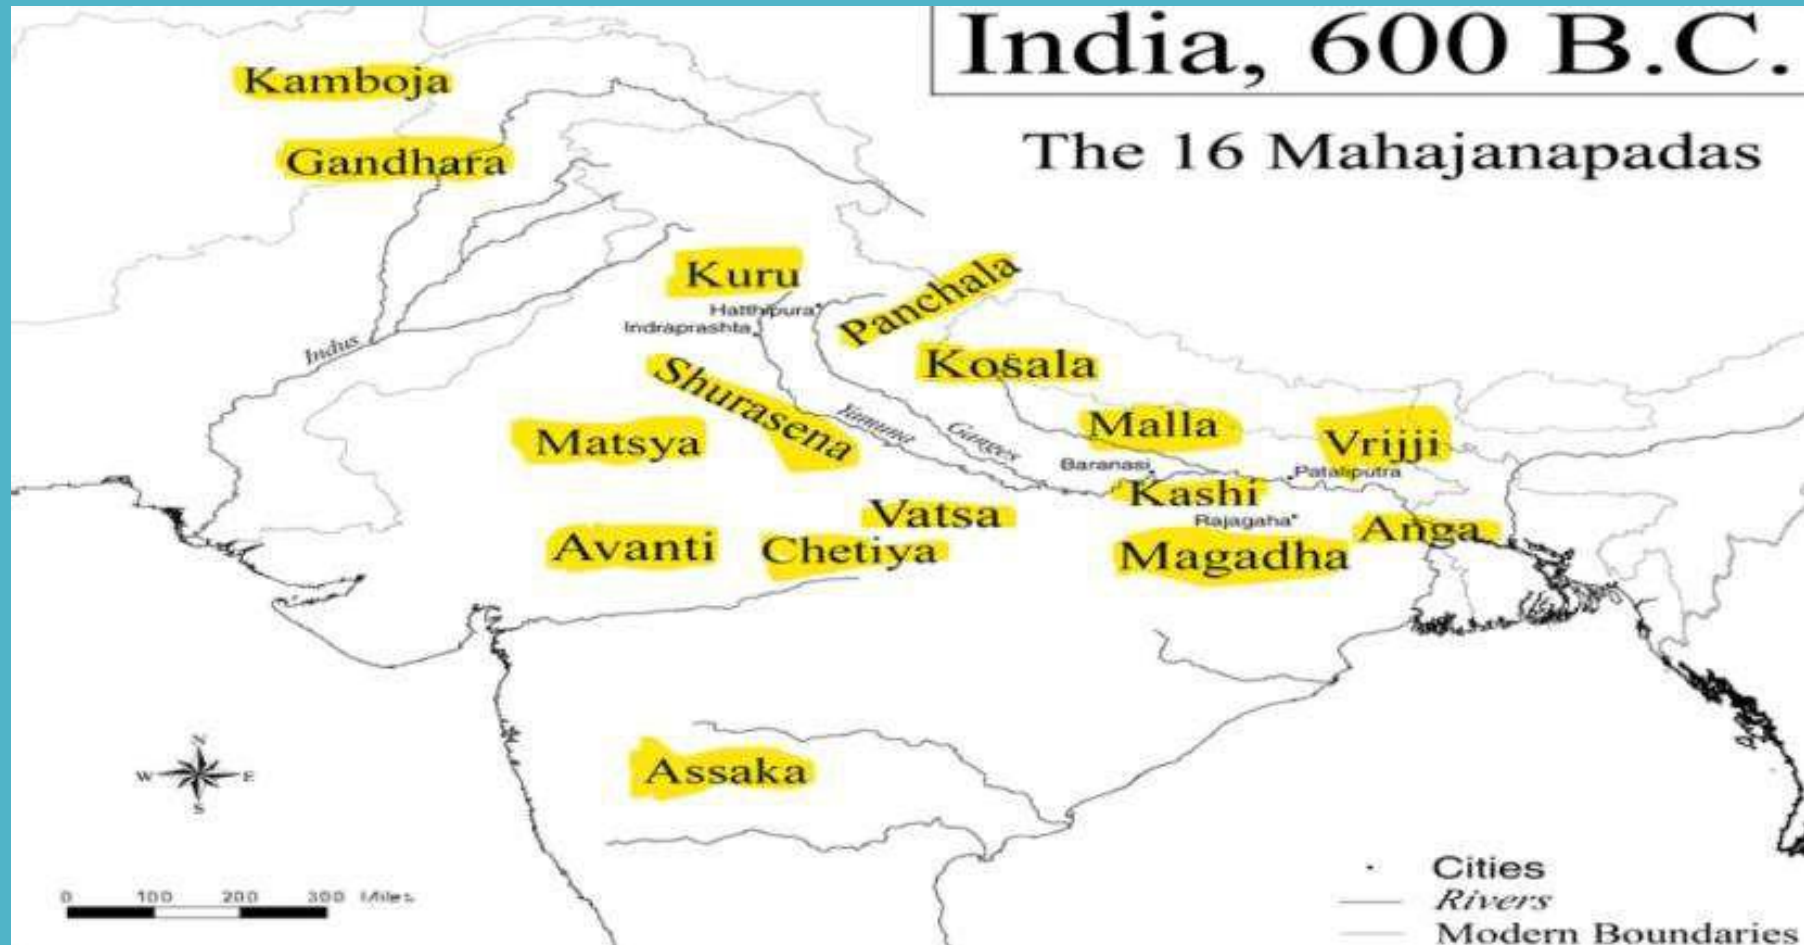 India, 600 B.C.
The 16 Mahajanapadas
Kamboja
Gandhara
Kuru
Hatthipura
Indraprashta
Panchala
Indus
Kosala
Shurasena
Yamuna
Ganges
Malla
Vrijji
Matsya
Baranasi
Pataliputra
Kashi
Vatsa
Rajagaha
Anga
Avanti
Chetiya
Magadha
Assaka
N
W E
S
0 100 200 300 Miles
Cities
Rivers
Modern Boundaries